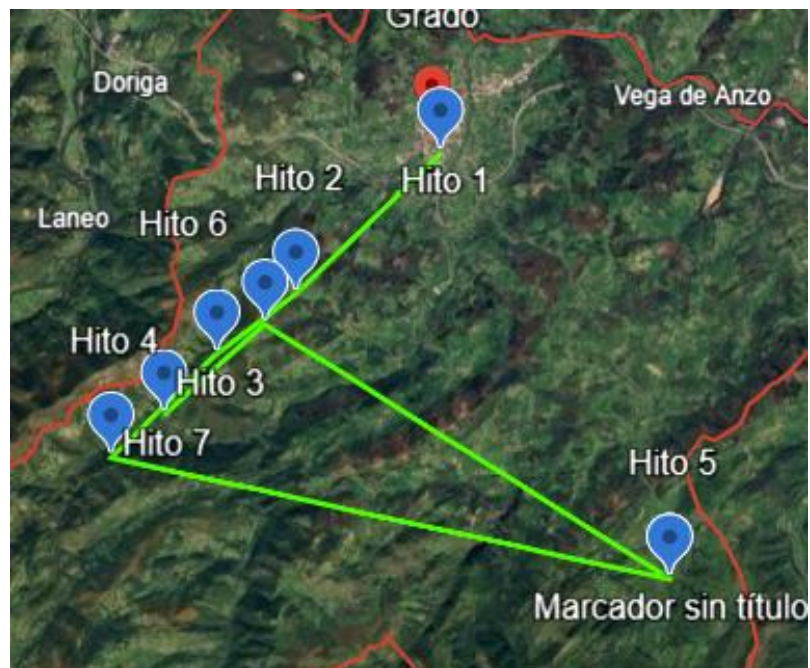 Grado
Doriga
Vega de Anzo
Hito 2
Hito 1
Laneo
Hito 6
Hito 4
Hito 3
Hito 7
Hito 5
Marcador sin título